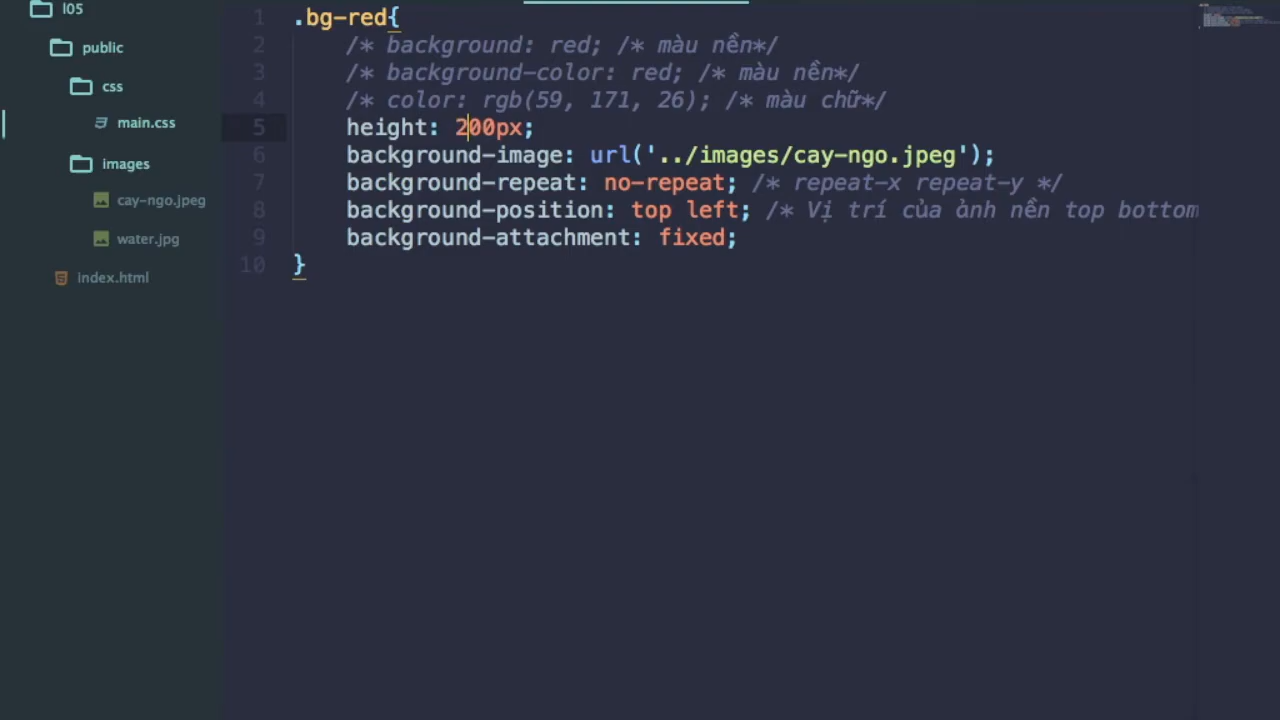 l05
public
css
main.css
images
cay-ngo.jpeg
water.jpg
index.html
1 .bg-red{
2 /* background: red; /* màu nền*/
3 /* background-color: red; /* màu nền*/
4 /* color: rgb(59, 171, 26); /* màu chữ*/
5 height: 200px;
6 background-image: url('../images/cay-ngo.jpeg');
7 background-repeat: no-repeat; /* repeat-x repeat-y */
8 background-position: top left; /* Vị trí của ảnh nền top bottom
9 background-attachment: fixed;
10 }